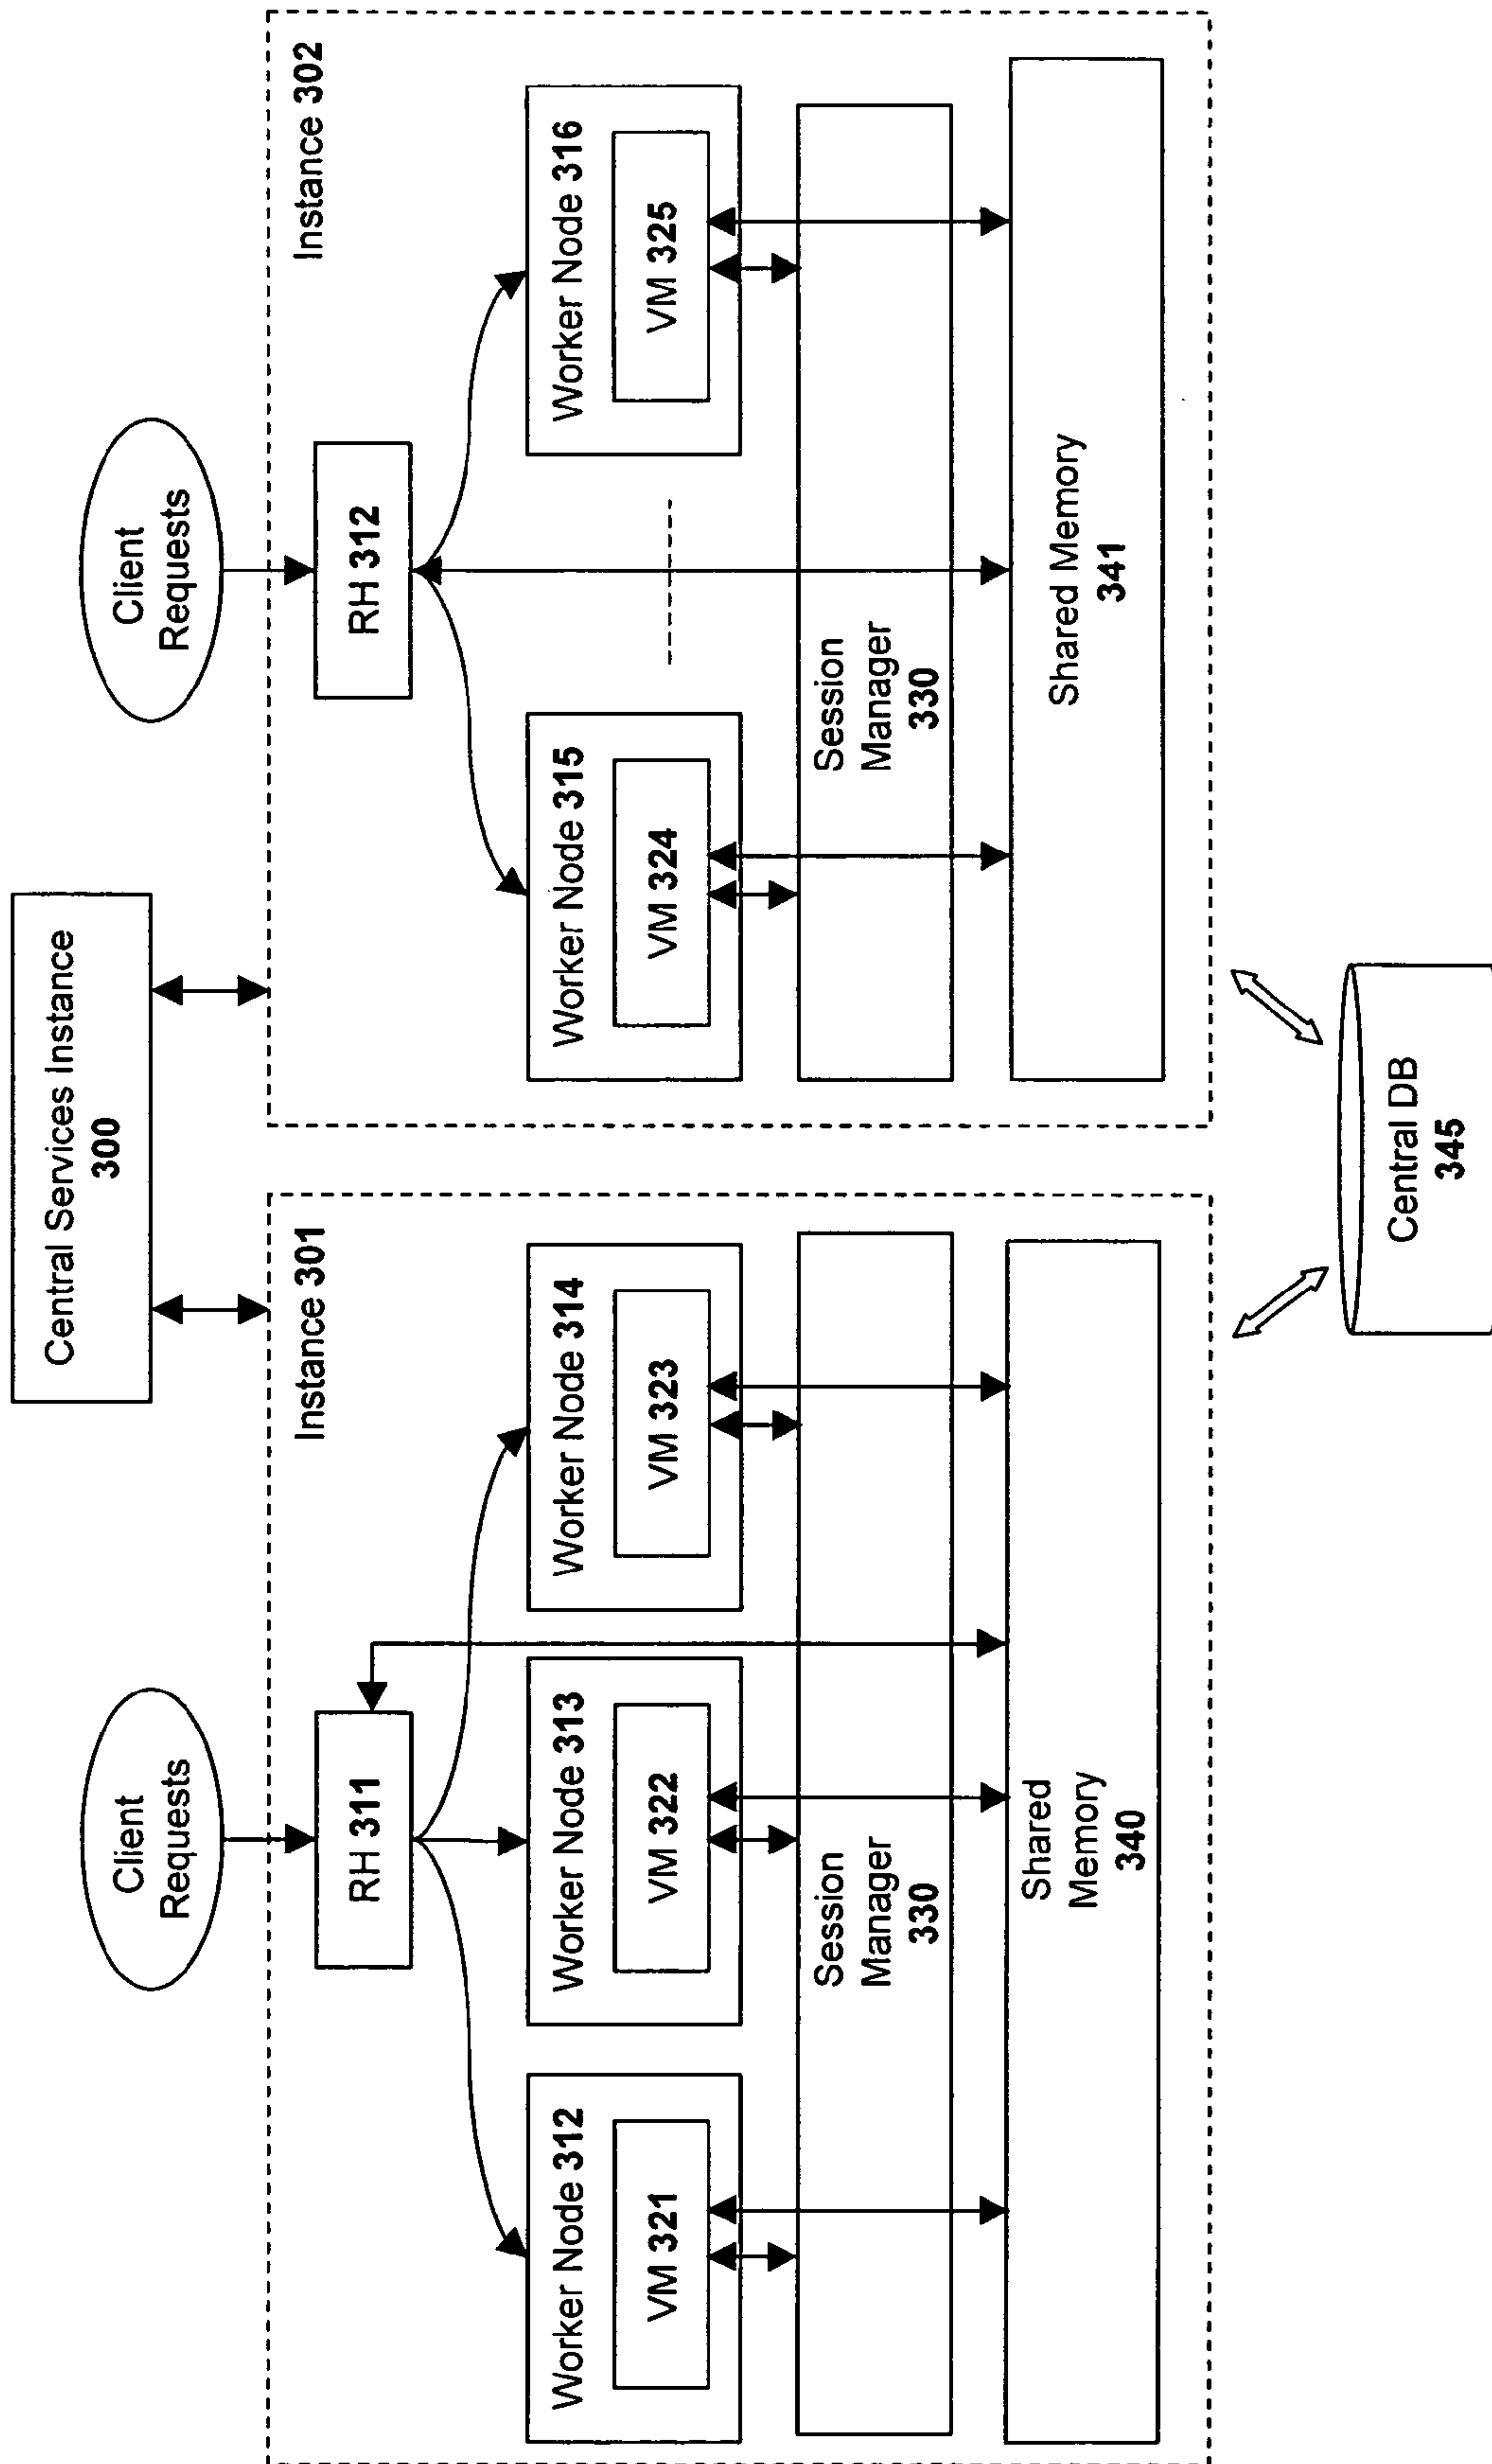 Central Services Instance
300
Client
Requests
Instance 301
RH 311
Worker Node 312
VM 321
Worker Node 313
VM 322
Worker Node 314
VM 323
Session
Manager
330
Shared
Memory
340
Client
Requests
Instance 302
RH 312
Worker Node 315
VM 324
Worker Node 316
VM 325
Session
Manager
330
Shared Memory
341
Central DB
345